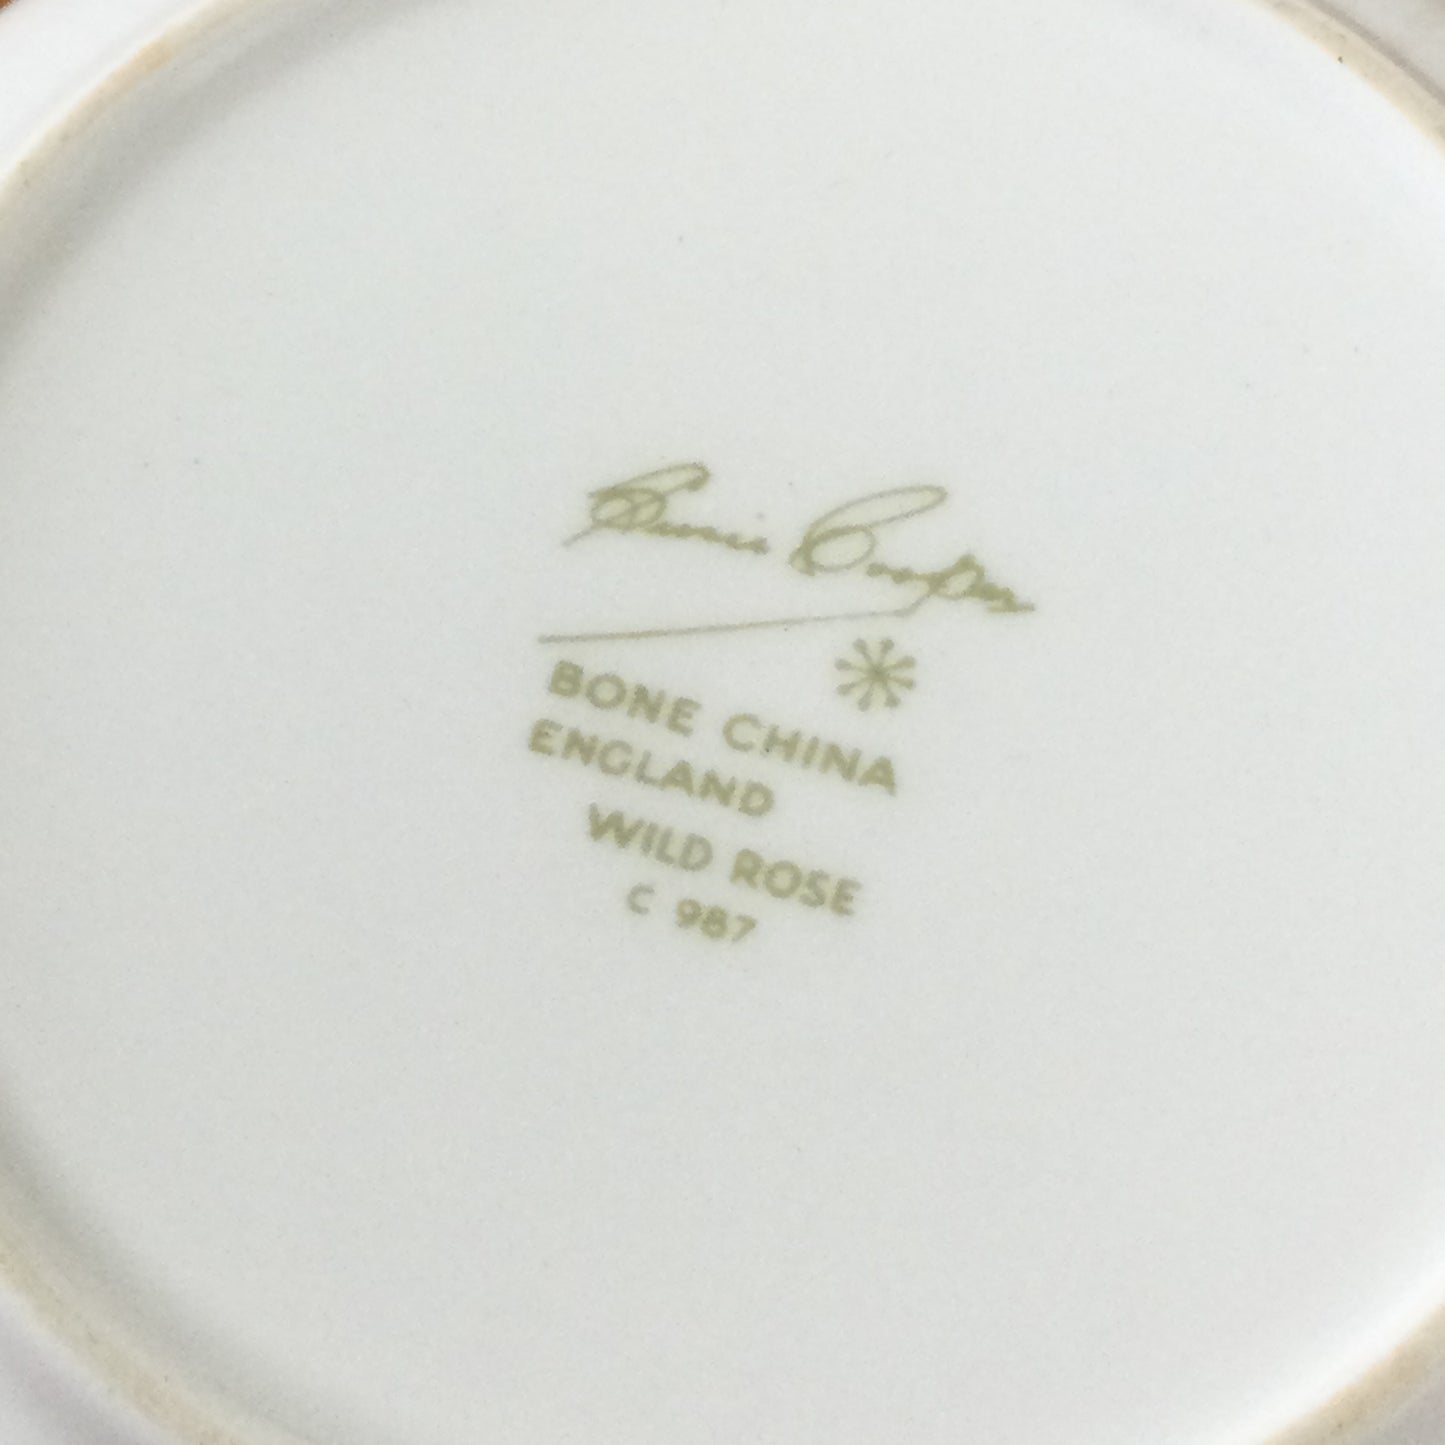 Susie Cooper
BONE CHINA
ENGLAND
WILD ROSE
C 987